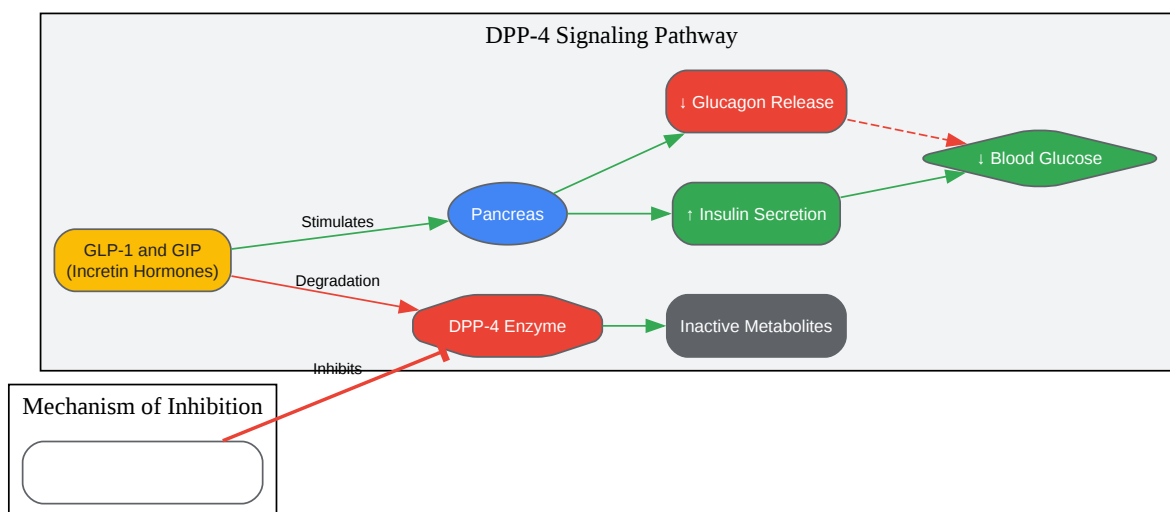 DPP-4 Signaling Pathway
↓ Glucagon Release
↓ Blood Glucose
Pancreas
↑ Insulin Secretion
Stimulates
GLP-1 and GIP
(Incretin Hormones)
Degradation
DPP-4 Enzyme
Inactive Metabolites
Inhibits
Mechanism of Inhibition